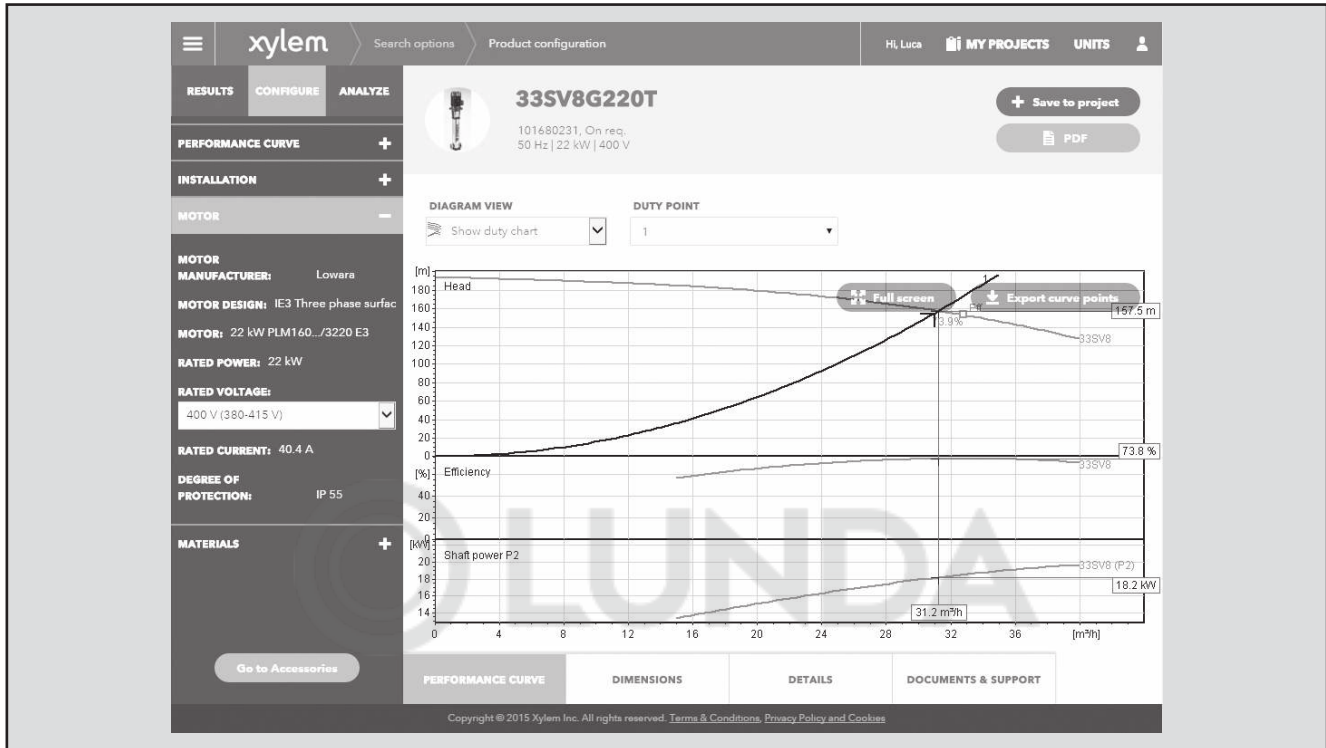 xylem
Search options
Product configuration
Hi, Luca
MY PROJECTS
UNITS
RESULTS
CONFIGURE
ANALYZE
PERFORMANCE CURVE +
INSTALLATION +
MOTOR –
MOTOR
MANUFACTURER: Lowara
MOTOR DESIGN: IE3 Three phase surfac
MOTOR: 22 kW PLM160.../3220 E3
RATED POWER: 22 kW
RATED VOLTAGE:
400 V (380-415 V)
RATED CURRENT: 40.4 A
DEGREE OF
PROTECTION: IP 55
MATERIALS +
Go to Accessories
33SV8G220T
101680231, On req.
50 Hz | 22 kW | 400 V
+ Save to project
PDF
DIAGRAM VIEW
Show duty chart
DUTY POINT
1
[m]
Head
180
160
140
120
100
80
60
40
20
0
1
Full screen
Export curve points
157.5 m
3.9%
33SV8
73.8 %
[%]
Efficiency
33SV8
40
20
0
[kW]
Shaft power P2
20
18
16
14
33SV8 (P2)
18.2 kW
31.2 m³/h
0 4 8 12 16 20 24 28 32 36 [m³/h]
LUNDA
PERFORMANCE CURVE
DIMENSIONS
DETAILS
DOCUMENTS & SUPPORT
Copyright © 2015 Xylem Inc. All rights reserved. Terms & Conditions, Privacy Policy and Cookies